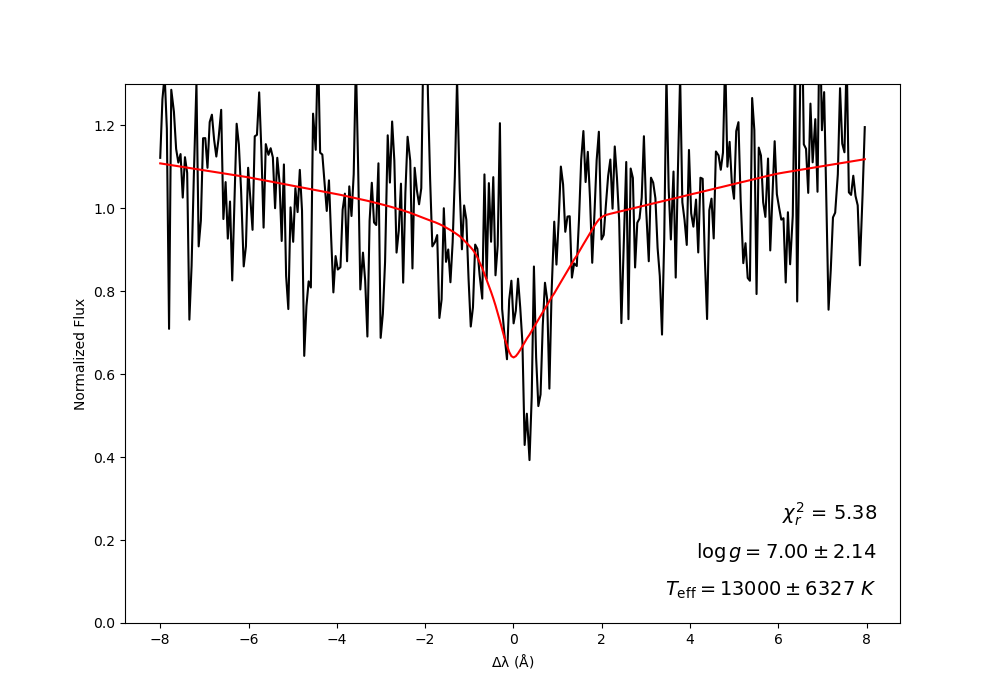 1.2
1.0
0.8
0.6
0.4
0.2
0.0
Normalized Flux
χ²ᵣ = 5.38
log g = 7.00 ± 2.14
T_eff = 13000 ± 6327 K
−8 −6 −4 −2 0 2 4 6 8
Δλ (Å)